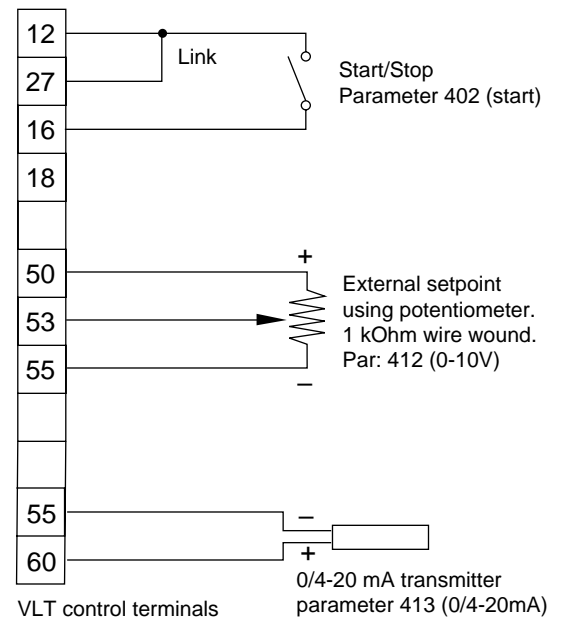 12
Link
27
16
Start/Stop
Parameter 402 (start)
18
50
+
53
External setpoint
using potentiometer.
1 kOhm wire wound.
Par: 412 (0-10V)
55
–
55
–
60
+
0/4-20 mA transmitter
parameter 413 (0/4-20mA)
VLT control terminals